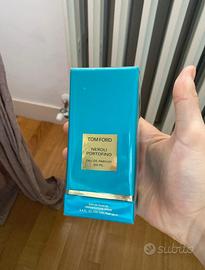 TOM FORD
NEROLI
PORTOFINO
EAU DE PARFUM
subito